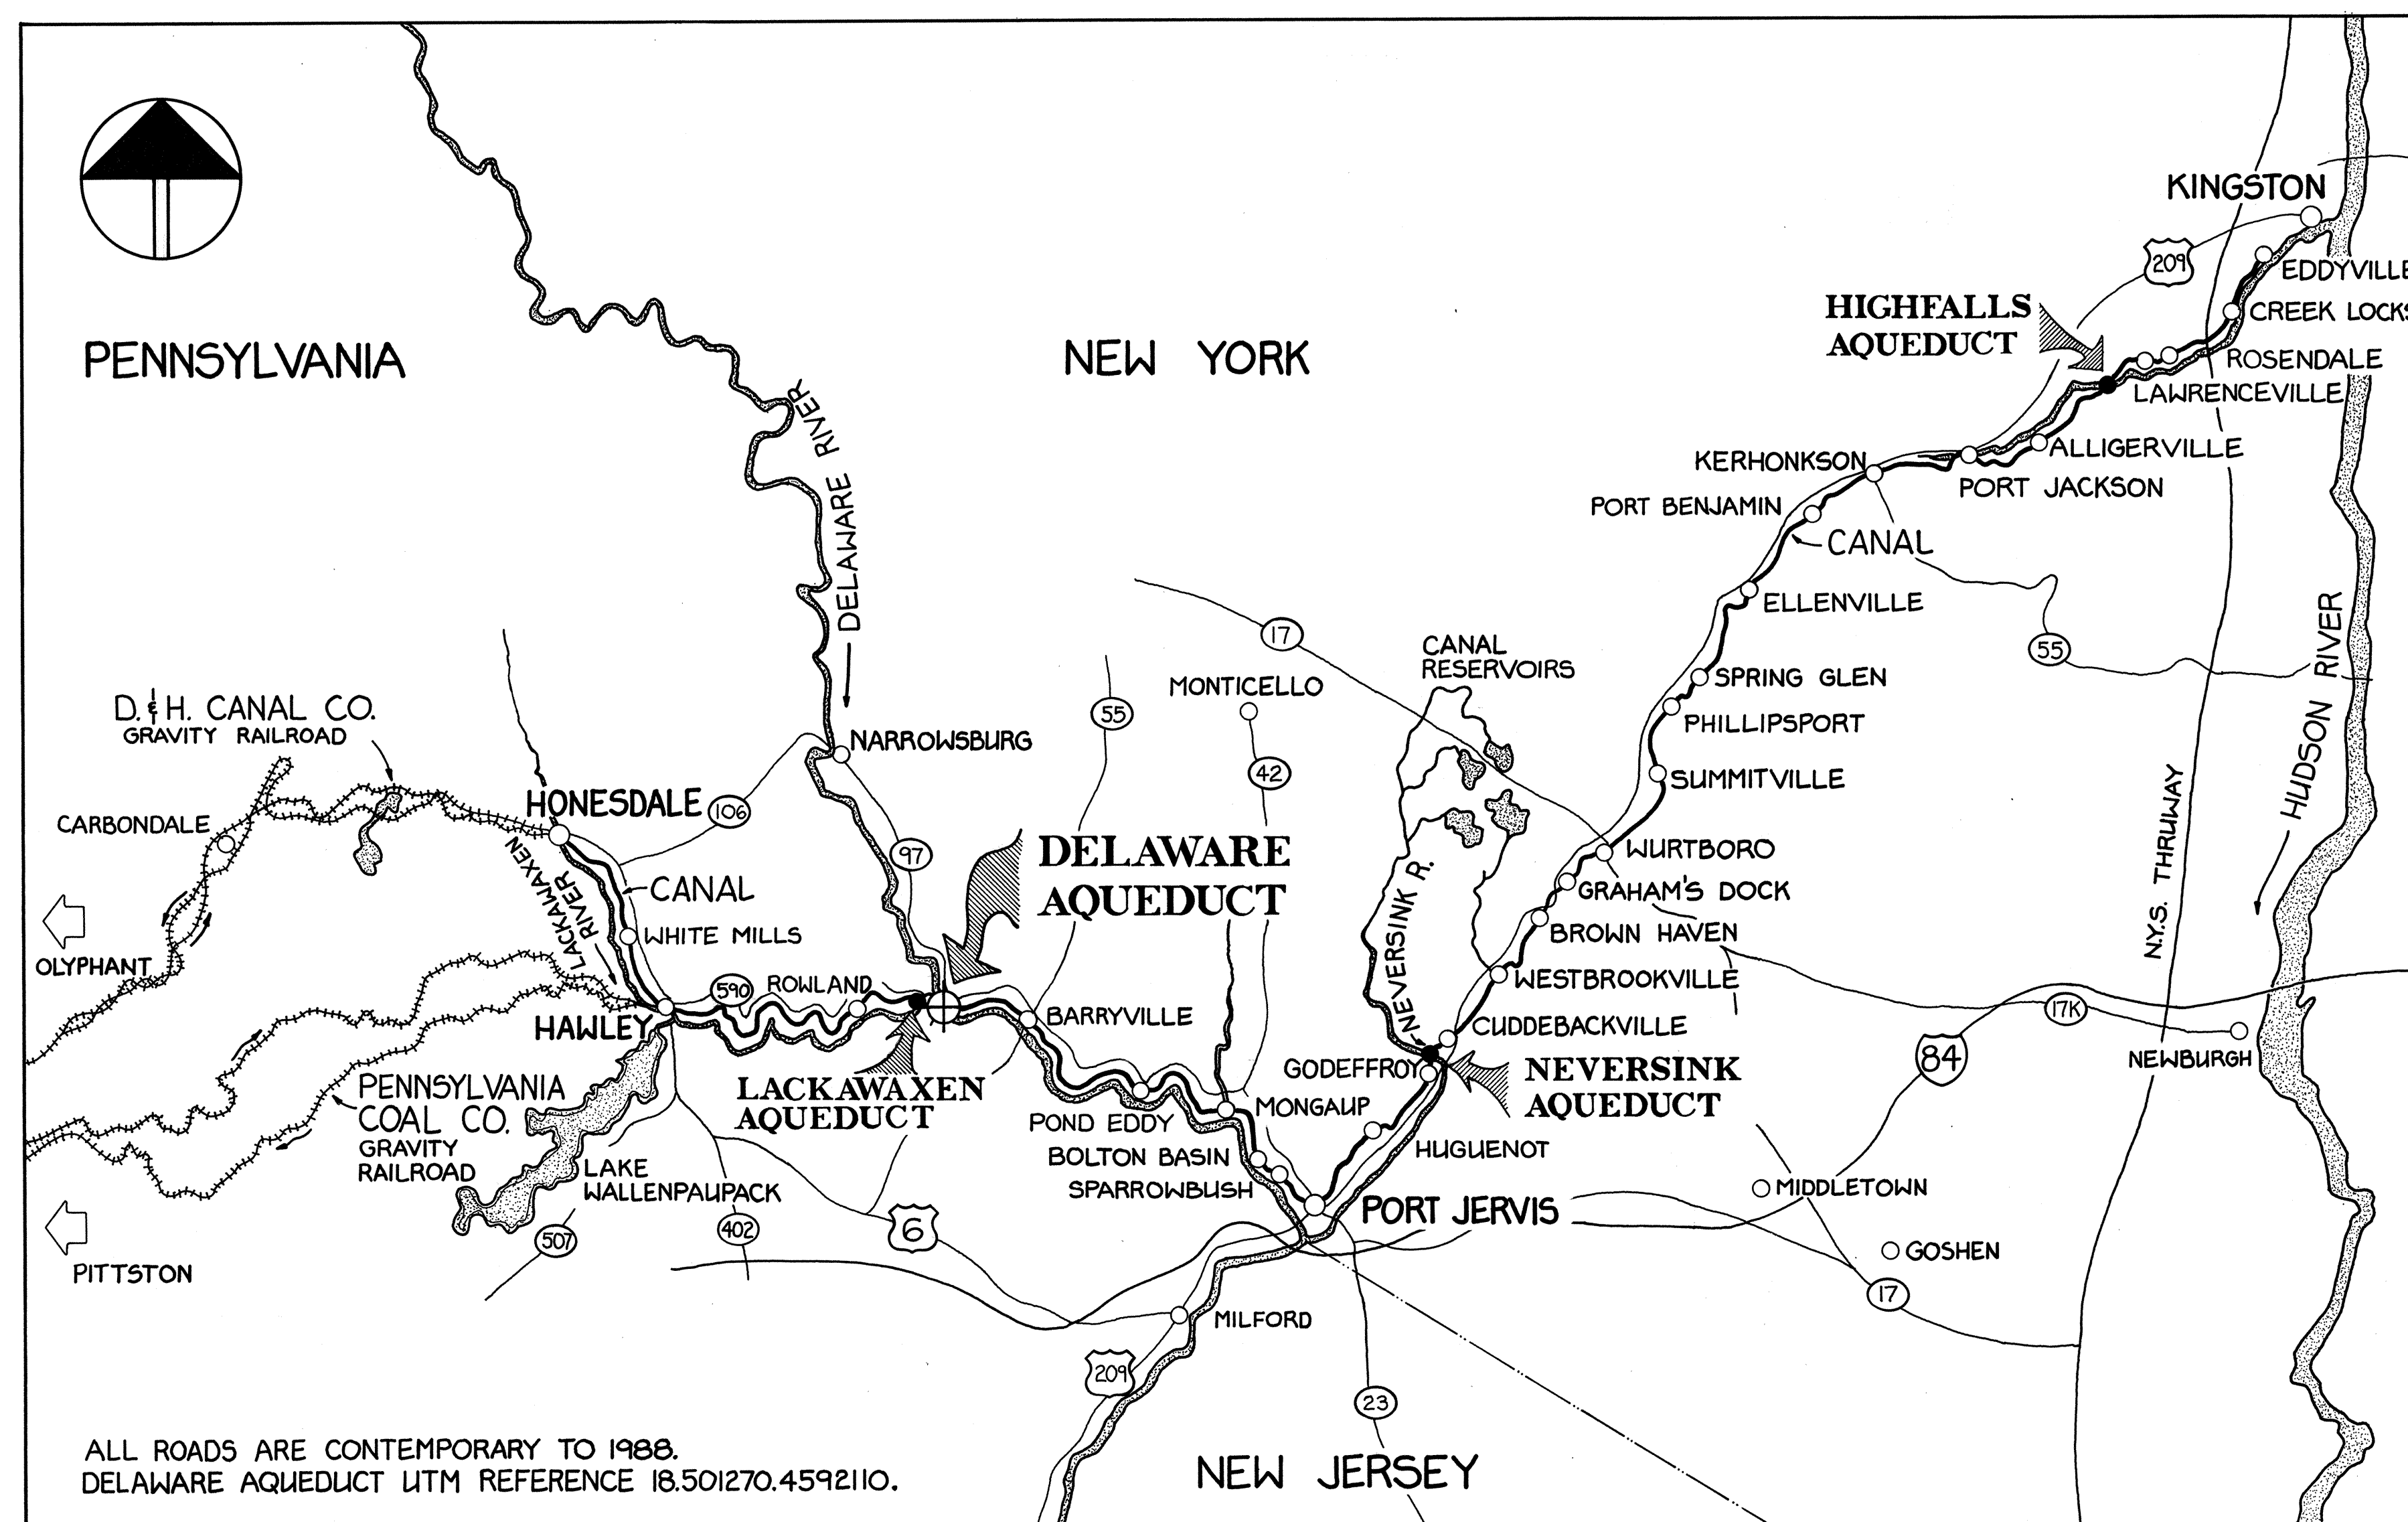 KINGSTON
209
EDDYVILLE
CREEK LOCKS
HIGHFALLS
AQUEDUCT
ROSENDALE
LAWRENCEVILLE
PENNSYLVANIA
NEW YORK
DELAWARE RIVER
KERHONKSON
ALLIGERVILLE
PORT JACKSON
PORT BENJAMIN
CANAL
ELLENVILLE
17
55
HUDSON RIVER
CANAL
RESERVOIRS
MONTICELLO
55
SPRING GLEN
D. & H. CANAL CO.
GRAVITY RAILROAD
PHILLIPSPORT
NARROWSBURG
42
SUMMITVILLE
HONESDALE
106
CARBONDALE
97
DELAWARE
AQUEDUCT
WURTBORO
LACKAWAXEN
RIVER
CANAL
NEVERSINK R.
GRAHAM'S DOCK
N.Y.S. THRUWAY
WHITE MILLS
BROWN HAVEN
OLYPHANT
590
ROWLAND
WESTBROOKVILLE
17K
HAWLEY
BARRYVILLE
CUDDEBACKVILLE
84
NEWBURGH
GODEFFROY
NEVERSINK
AQUEDUCT
PENNSYLVANIA
COAL CO.
GRAVITY
RAILROAD
LACKAWAXEN
AQUEDUCT
POND EDDY
MONGAUP
HUGUENOT
BOLTON BASIN
SPARROWBUSH
LAKE
WALLENPAUPACK
MIDDLETOWN
PORT JERVIS
507
402
6
GOSHEN
PITTSTON
17
MILFORD
209
23
NEW JERSEY
ALL ROADS ARE CONTEMPORARY TO 1988.
DELAWARE AQUEDUCT UTM REFERENCE 18.501270.4592110.